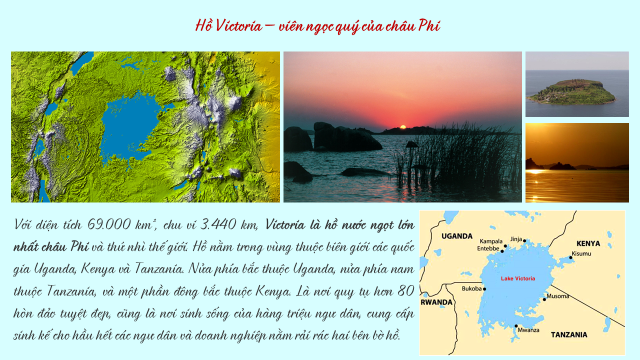 Hồ Victoria – viên ngọc quý của châu Phi
Với diện tích 69.000 km², chu vi 3.440 km, Victoria là hồ nước ngọt lớn
nhất châu Phi và thứ nhì thế giới. Hồ nằm trong vùng thuộc biên giới các quốc
gia Uganda, Kenya và Tanzania. Nửa phía bắc thuộc Uganda, nửa phía nam
thuộc Tanzania, và một phần đông bắc thuộc Kenya. Là nơi quy tụ hơn 80
hòn đảo tuyệt đẹp, cũng là nơi sinh sống của hàng triệu ngư dân, cung cấp
sinh kế cho hầu hết các ngư dân và doanh nghiệp nằm rải rác hai bên bờ hồ.
UGANDA
Kampala
Jinja
Entebbe
KENYA
Kisumu
Lake Victoria
Bukoba
RWANDA
Musoma
Mwahza
TANZANIA